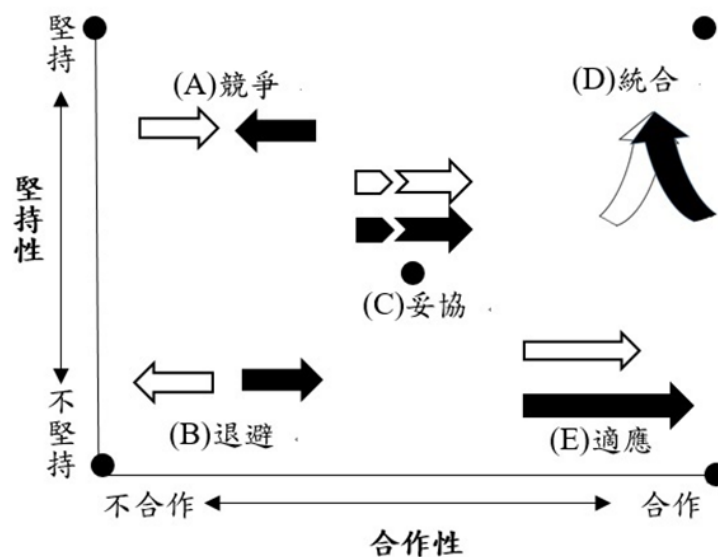 堅持
(A)競爭
(D)統合
堅持性
(C)妥協
不堅持
(B)退避
(E)適應
不合作
合作
合作性